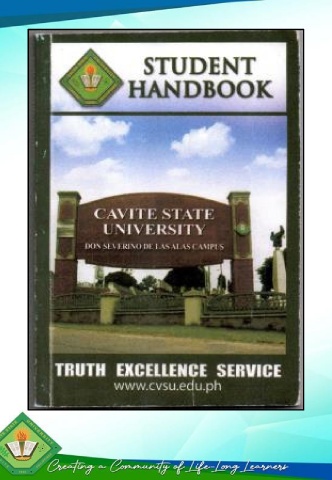 STUDENT
HANDBOOK
CAVITE STATE
UNIVERSITY
DON SEVERINO DE LAS ALAS CAMPUS
TRUTH EXCELLENCE SERVICE
www.cvsu.edu.ph
Creating a Community of Life-Long Learners